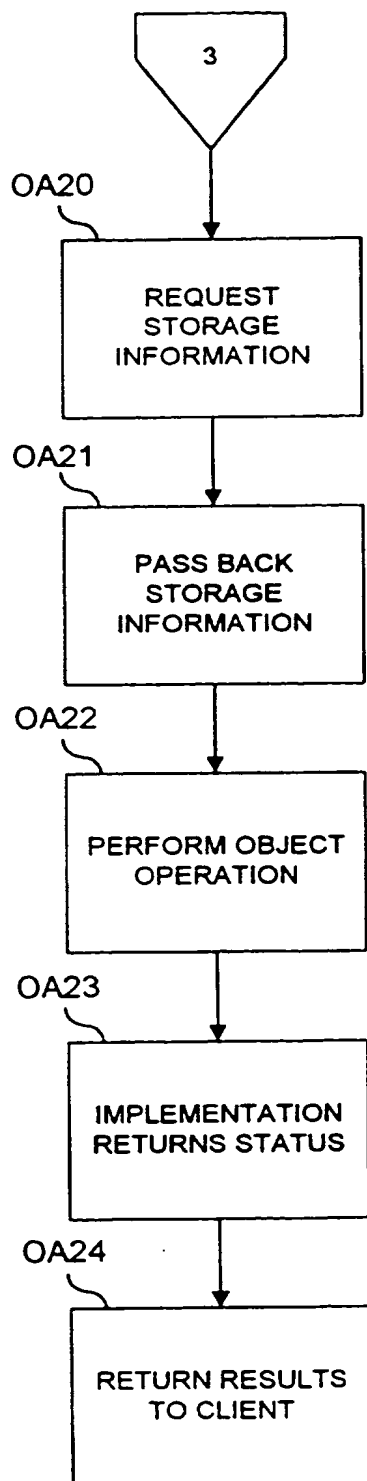 3
OA20
REQUEST
STORAGE
INFORMATION
OA21
PASS BACK
STORAGE
INFORMATION
OA22
PERFORM OBJECT
OPERATION
OA23
IMPLEMENTATION
RETURNS STATUS
OA24
RETURN RESULTS
TO CLIENT